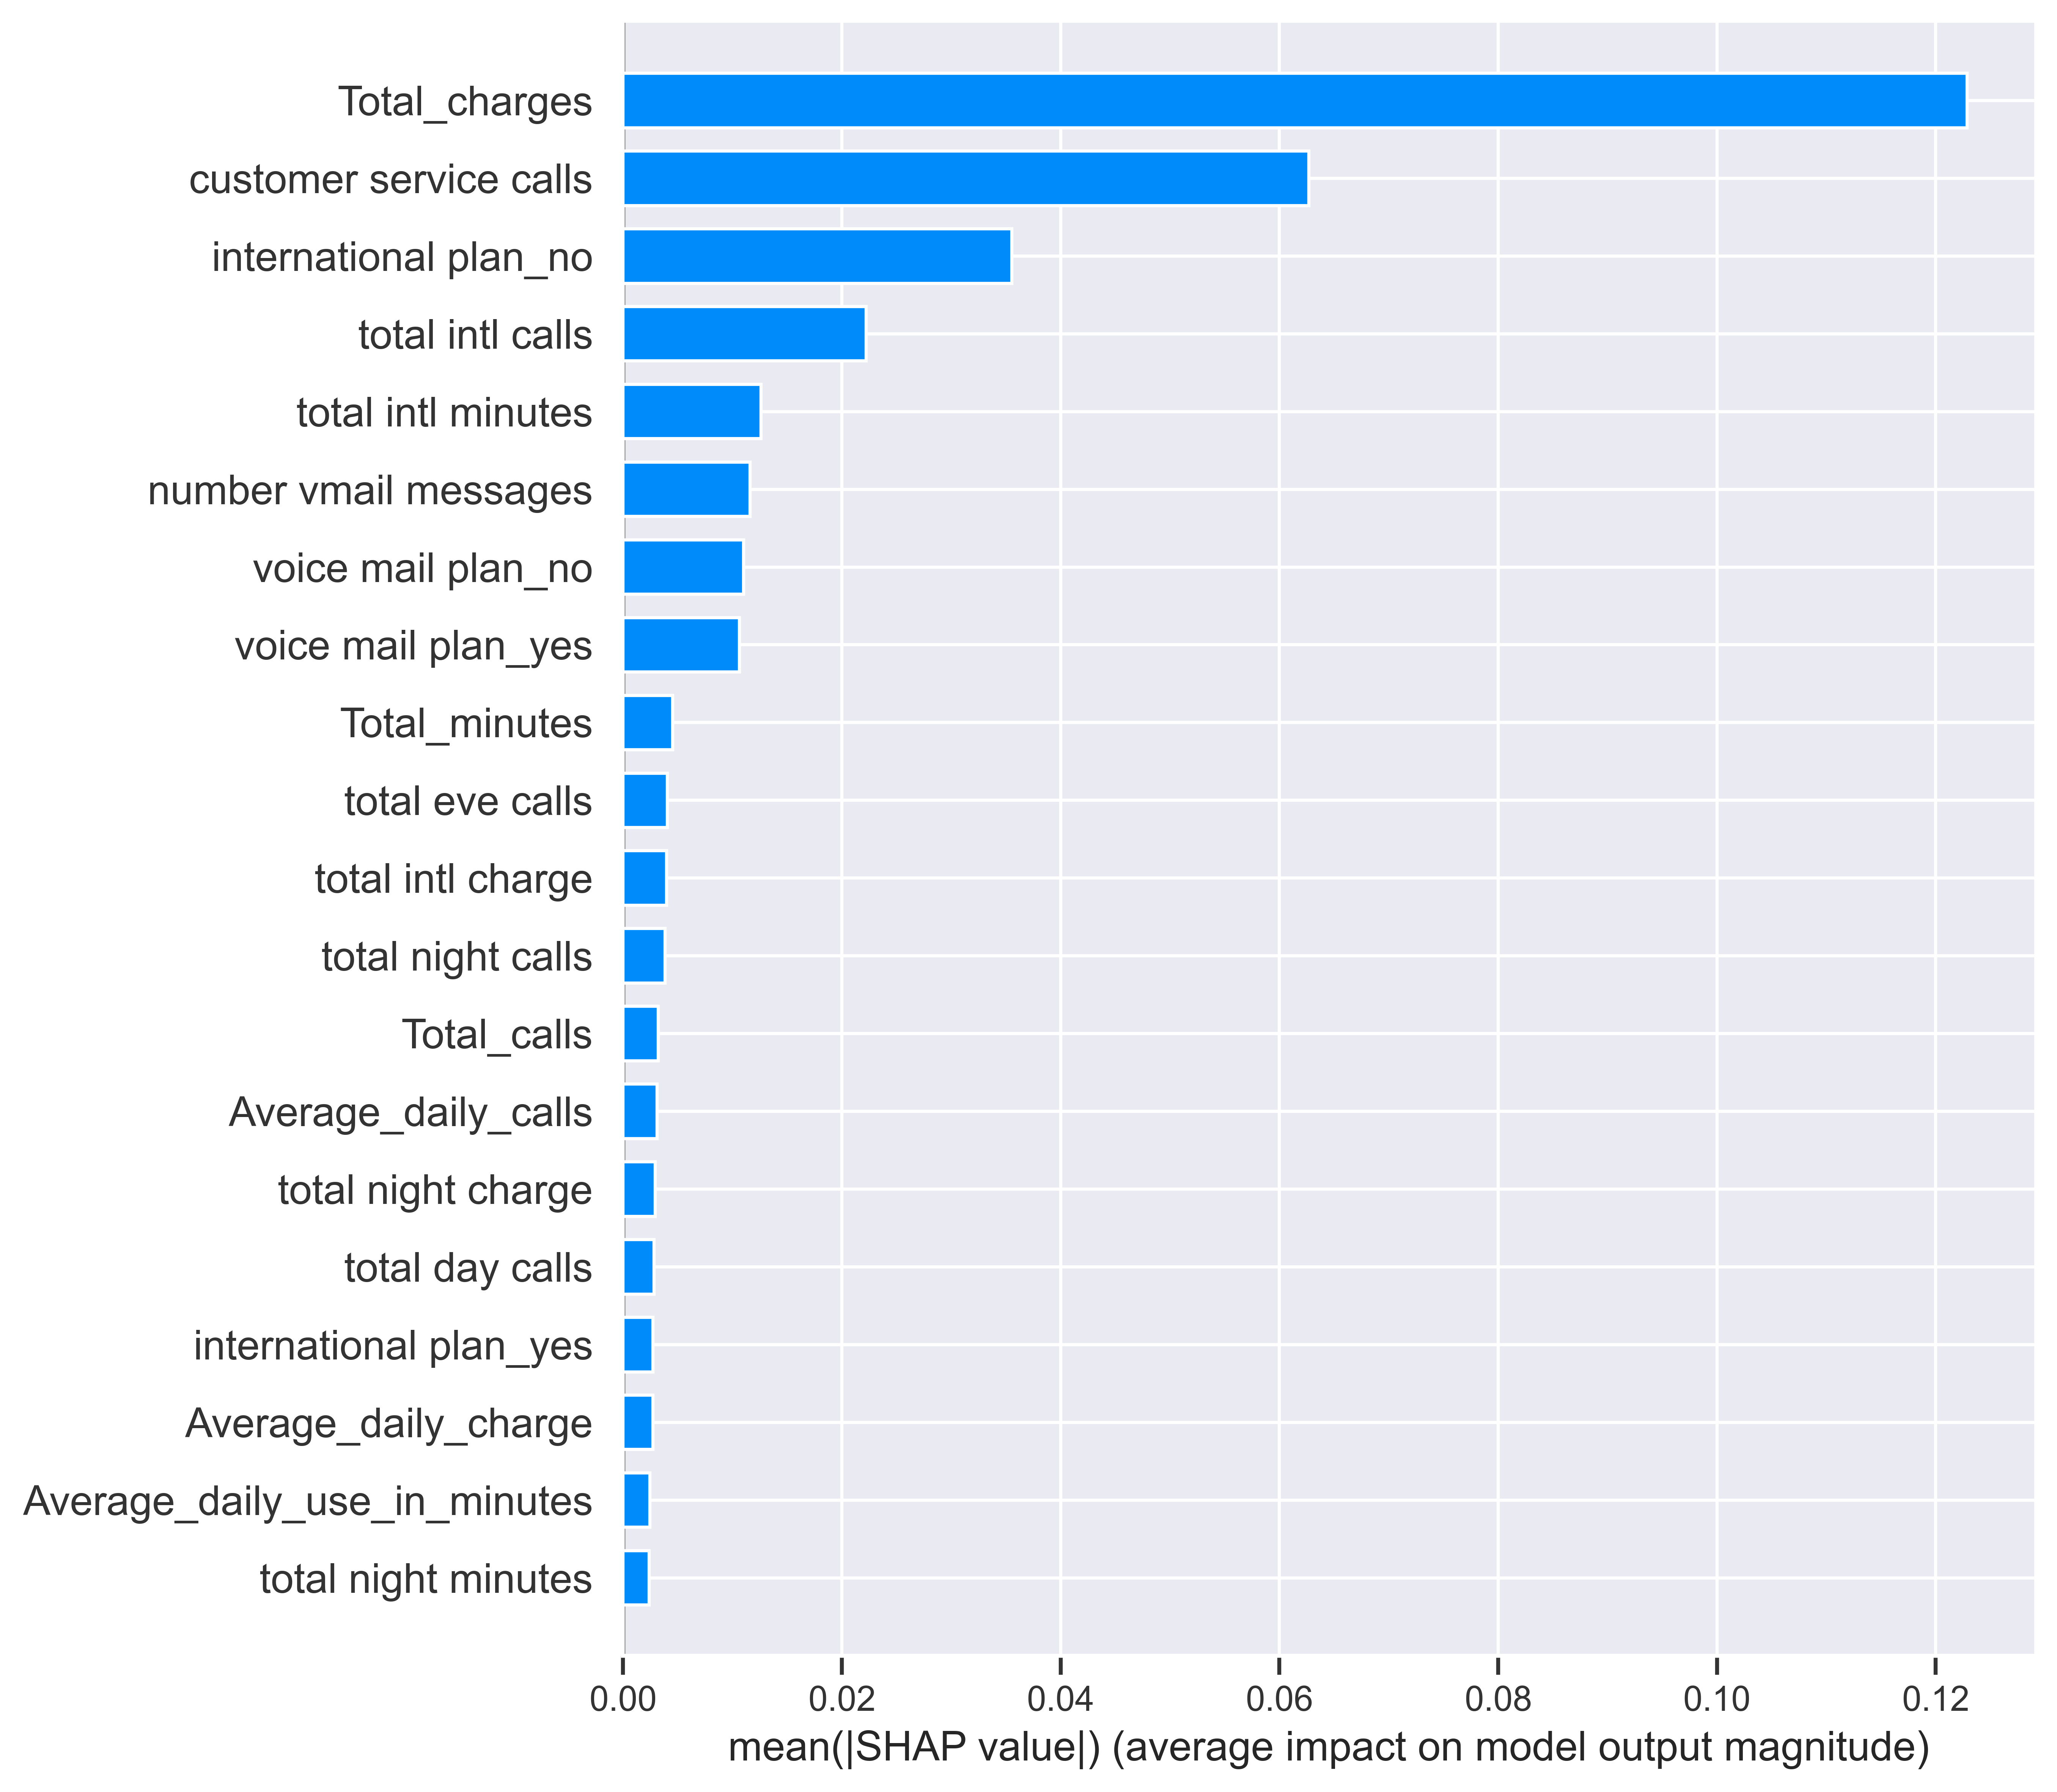 Total_charges
customer service calls
international plan_no
total intl calls
total intl minutes
number vmail messages
voice mail plan_no
voice mail plan_yes
Total_minutes
total eve calls
total intl charge
total night calls
Total_calls
Average_daily_calls
total night charge
total day calls
international plan_yes
Average_daily_charge
Average_daily_use_in_minutes
total night minutes
0.00 0.02 0.04 0.06 0.08 0.10 0.12
mean(|SHAP value|) (average impact on model output magnitude)